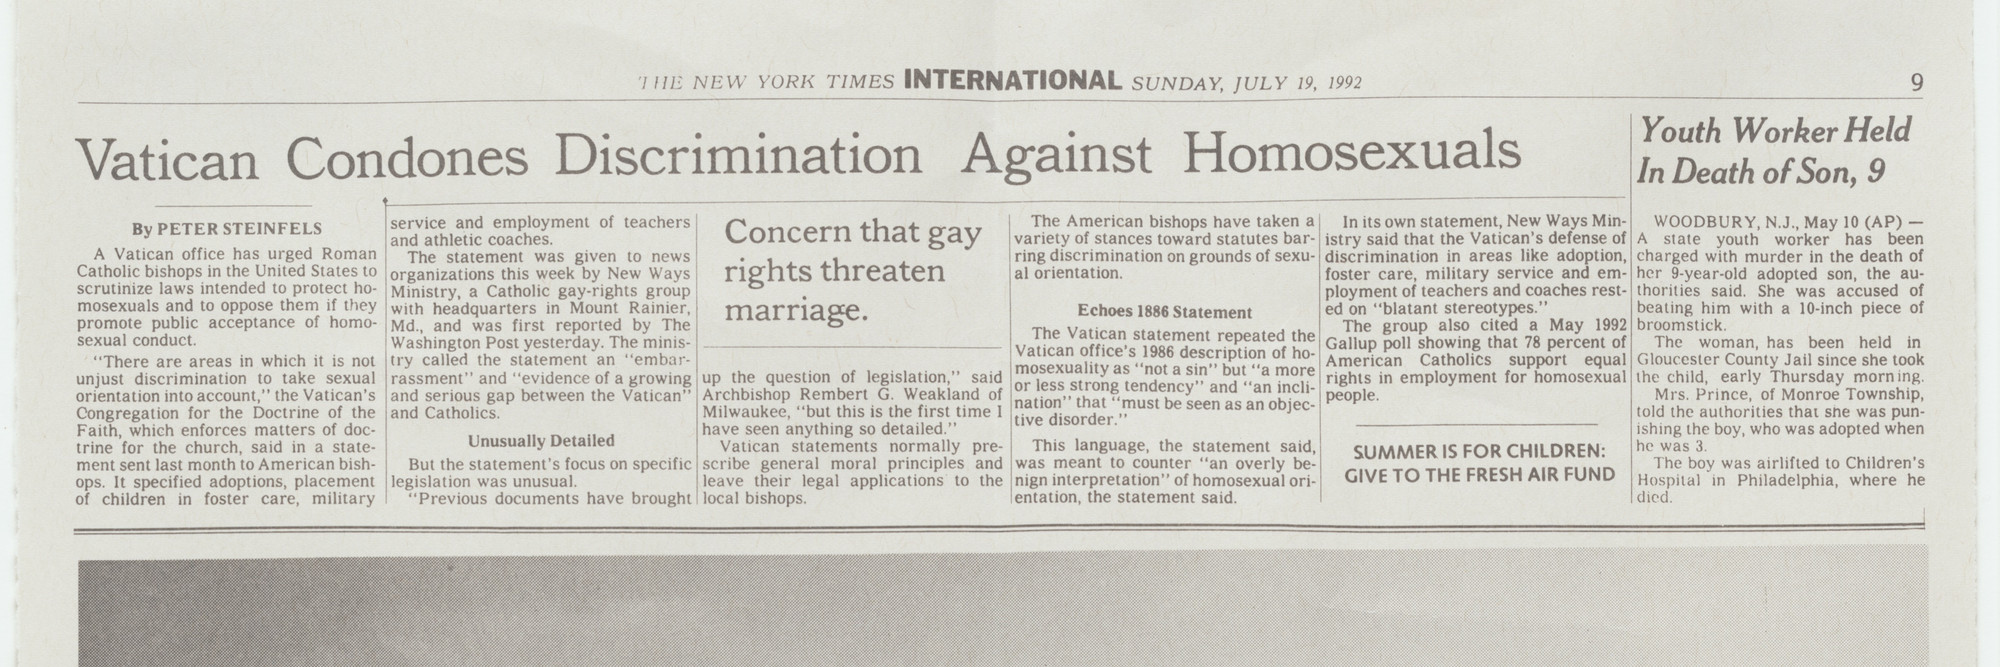 THE NEW YORK TIMES INTERNATIONAL SUNDAY, JULY 19, 1992
9
Vatican Condones Discrimination Against Homosexuals
By PETER STEINFELS
A Vatican office has urged Roman
Catholic bishops in the United States to
scrutinize laws intended to protect ho-
mosexuals and to oppose them if they
promote public acceptance of homo-
sexual conduct.
“There are areas in which it is not
unjust discrimination to take sexual
orientation into account,” the Vatican's
Congregation for the Doctrine of the
Faith, which enforces matters of doc-
trine for the church, said in a state-
ment sent last month to American bish-
ops. It specified adoptions, placement
of children in foster care, military
service and employment of teachers
and athletic coaches.
The statement was given to news
organizations this week by New Ways
Ministry, a Catholic gay-rights group
with headquarters in Mount Rainier,
Md., and was first reported by The
Washington Post yesterday. The minis-
try called the statement an “embar-
rassment” and “evidence of a growing
and serious gap between the Vatican”
and Catholics.
Unusually Detailed
But the statement's focus on specific
legislation was unusual.
“Previous documents have brought
Concern that gay
rights threaten
marriage.
up the question of legislation,” said
Archbishop Rembert G. Weakland of
Milwaukee, “but this is the first time I
have seen anything so detailed.”
Vatican statements normally pre-
scribe general moral principles and
leave their legal applications to the
local bishops.
The American bishops have taken a
variety of stances toward statutes bar-
ring discrimination on grounds of sexu-
al orientation.
Echoes 1886 Statement
The Vatican statement repeated the
Vatican office's 1986 description of ho-
mosexuality as “not a sin” but “a more
or less strong tendency” and “an incli-
nation” that “must be seen as an objec-
tive disorder.”
This language, the statement said,
was meant to counter “an overly be-
nign interpretation” of homosexual ori-
entation, the statement said.
In its own statement, New Ways Min-
istry said that the Vatican's defense of
discrimination in areas like adoption,
foster care, military service and em-
ployment of teachers and coaches rest-
ed on “blatant stereotypes.”
The group also cited a May 1992
Gallup poll showing that 78 percent of
American Catholics support equal
rights in employment for homosexual
people.
SUMMER IS FOR CHILDREN:
GIVE TO THE FRESH AIR FUND
Youth Worker Held
In Death of Son, 9
WOODBURY, N.J., May 10 (AP) —
A state youth worker has been
charged with murder in the death of
her 9-year-old adopted son, the au-
thorities said. She was accused of
beating him with a 10-inch piece of
broomstick.
The woman, has been held in
Gloucester County Jail since she took
the child, early Thursday morning.
Mrs. Prince, of Monroe Township,
told the authorities that she was pun-
ishing the boy, who was adopted when
he was 3.
The boy was airlifted to Children's
Hospital in Philadelphia, where he
died.